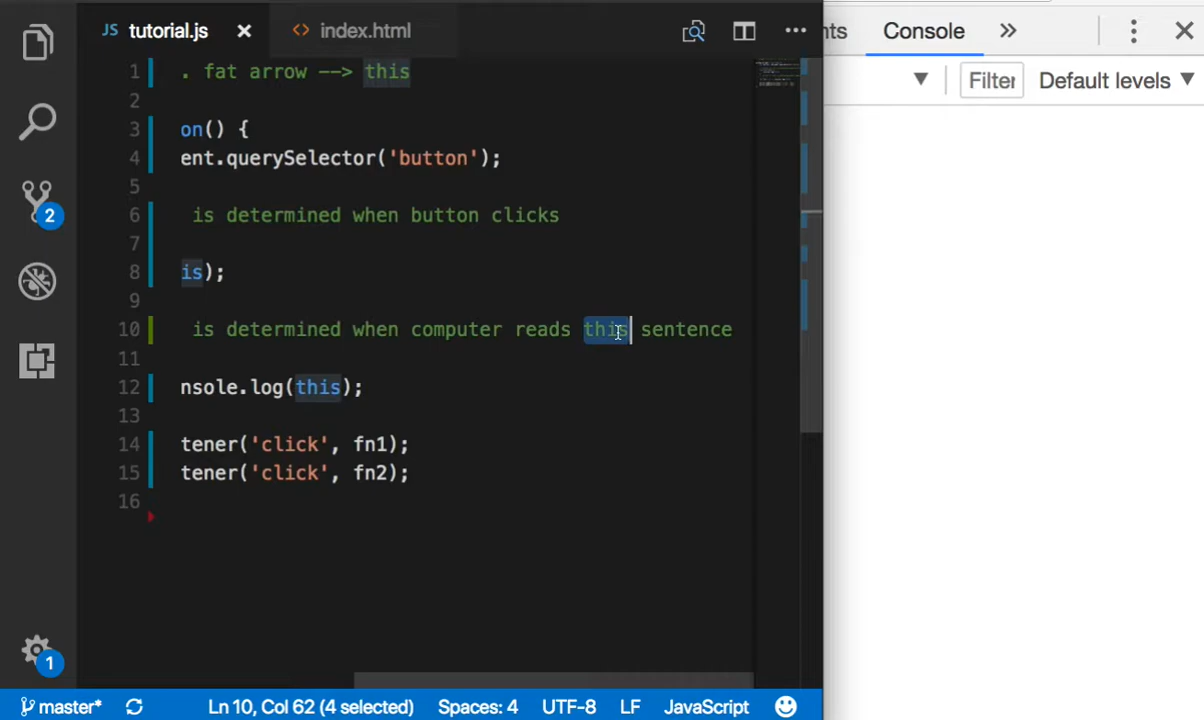 JS tutorial.js × <> index.html ···
nts Console »
Filter Default levels ▼
1 . fat arrow --> this
2
3 on() {
4 ent.querySelector('button');
5
6 is determined when button clicks
7
8 is);
9
10 is determined when computer reads this sentence
11
12 nsole.log(this);
13
14 tener('click', fn1);
15 tener('click', fn2);
16
2
1
master* Ln 10, Col 62 (4 selected) Spaces: 4 UTF-8 LF JavaScript